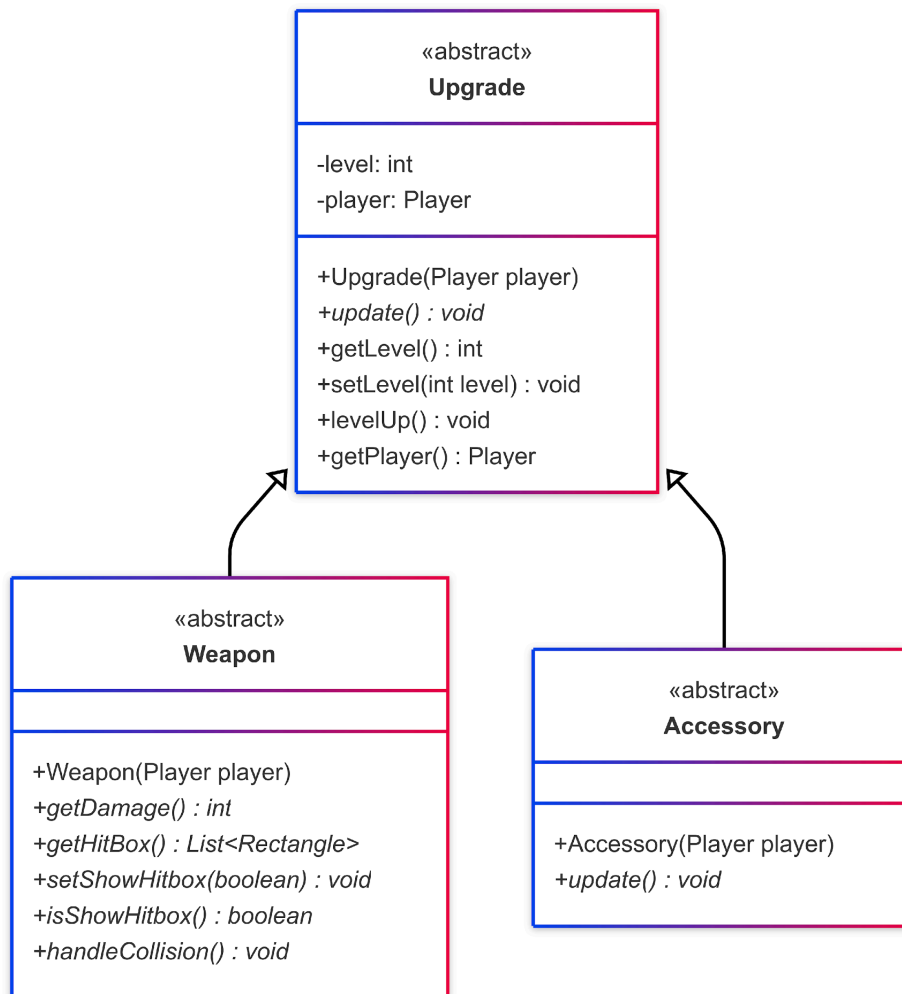 «abstract»
Upgrade
-level: int
-player: Player
+Upgrade(Player player)
+update() : void
+getLevel() : int
+setLevel(int level) : void
+levelUp() : void
+getPlayer() : Player
«abstract»
Weapon
+Weapon(Player player)
+getDamage() : int
+getHitBox() : List<Rectangle>
+setShowHitbox(boolean) : void
+isShowHitbox() : boolean
+handleCollision() : void
«abstract»
Accessory
+Accessory(Player player)
+update() : void